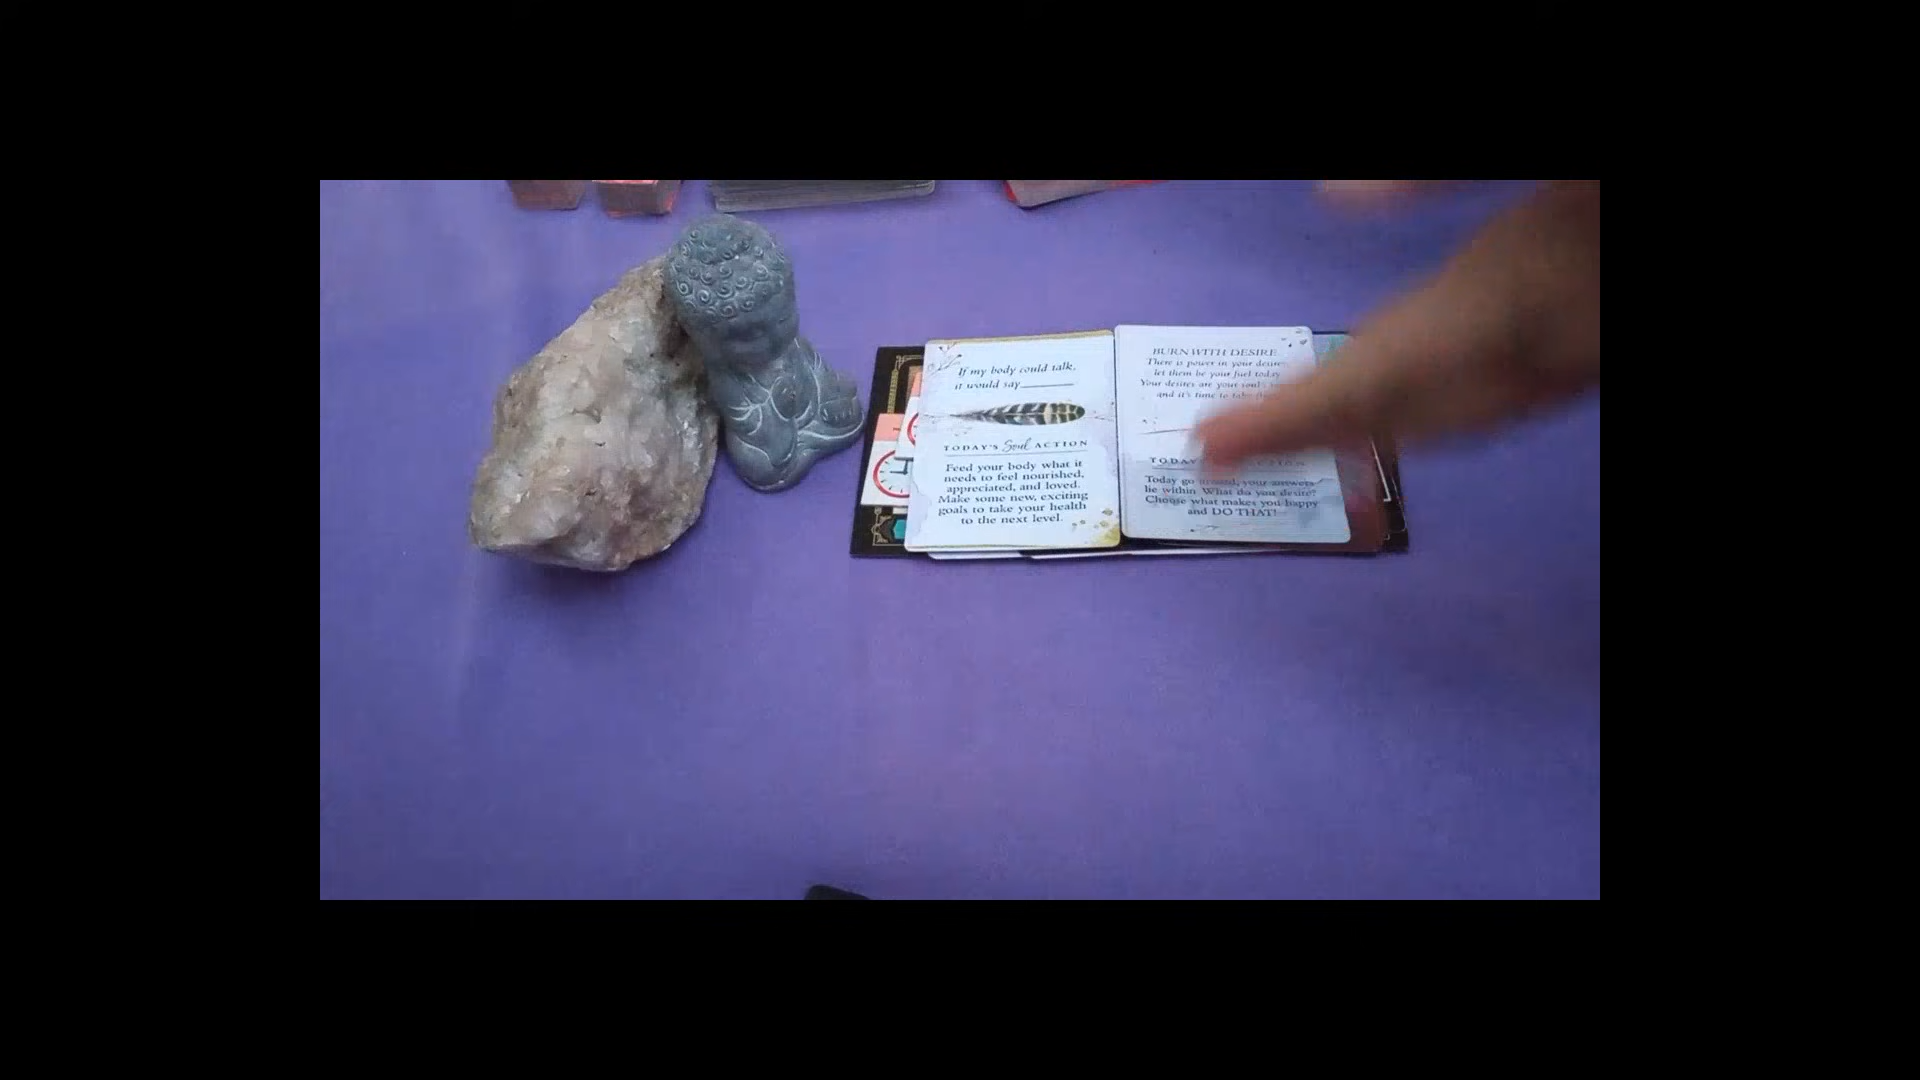 If my body could talk,
it would say
TODAY'S Soul ACTION
Feed your body what it
needs to feel nourished,
appreciated, and loved.
Make some new, exciting
goals to take your health
to the next level.
BURN WITH DESIRE
There is power in your desire
let them be your fuel today
Your desires are your soul's
and it's time to take
TODAY'S ACTION
Today go around, your answers
lie within What do you desire?
Choose what makes you happy
and DO THAT!